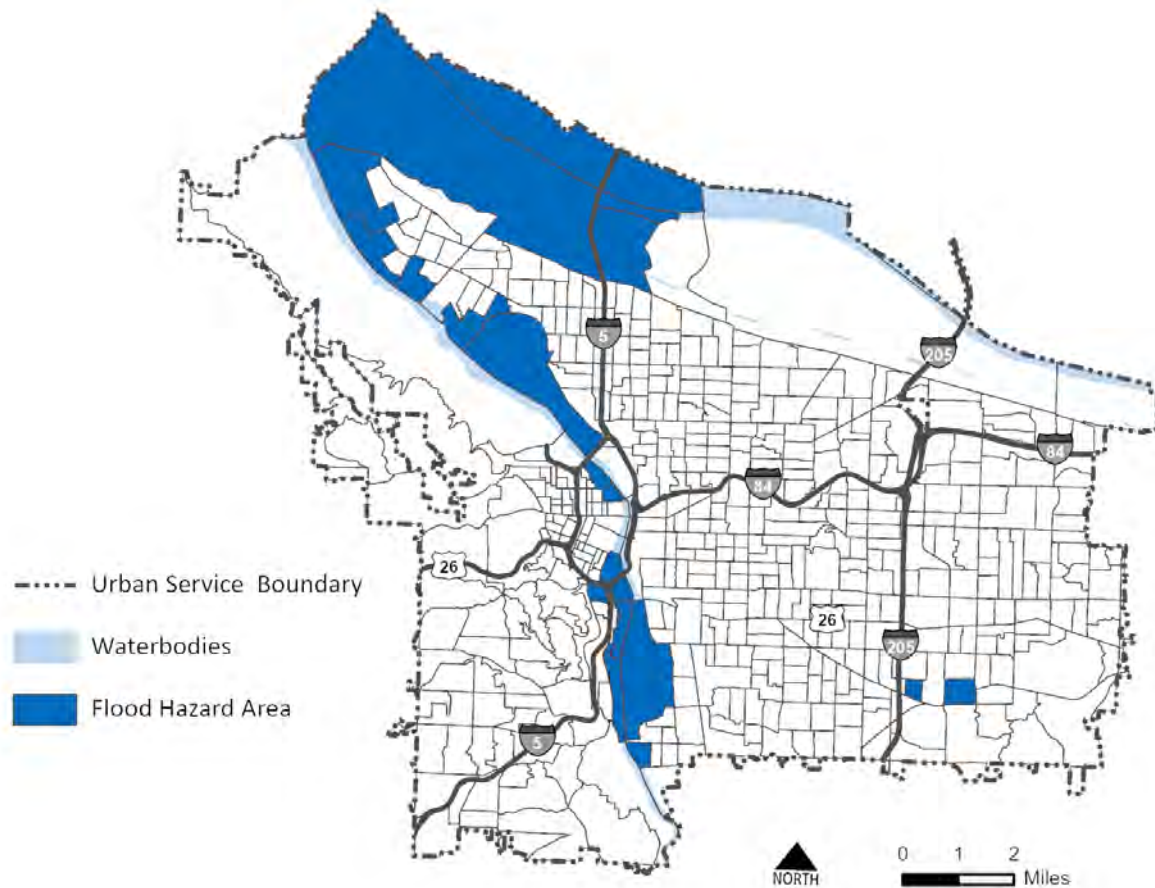 5
205
84
84
26
Urban Service Boundary
26
Waterbodies
205
Flood Hazard Area
5
0 1 2
NORTH
Miles